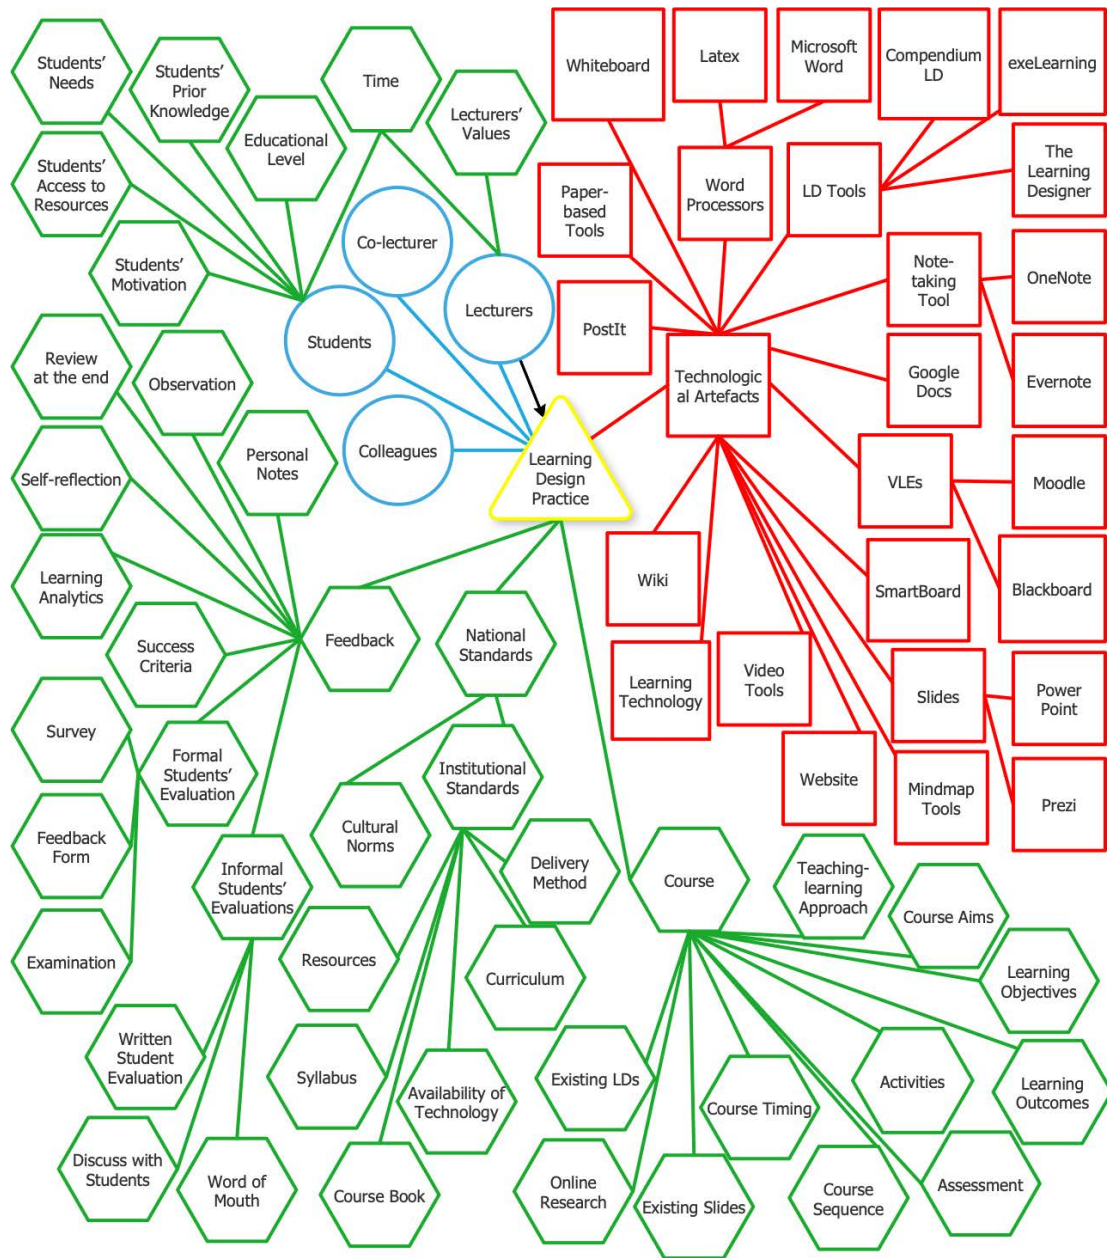 Students'
Needs
Students'
Prior
Knowledge
Time
Lecturers'
Values
Educational
Level
Students'
Access to
Resources
Students'
Motivation
Co-lecturer
Lecturers
Students
Colleagues
Learning
Design
Practice
Whiteboard
Latex
Microsoft
Word
Compendium
LD
exeLearning
Paper-
based
Tools
Word
Processors
LD Tools
The
Learning
Designer
Note-
taking
Tool
OneNote
PostIt
Technologic
al Artefacts
Google
Docs
Evernote
VLEs
Moodle
Wiki
SmartBoard
Blackboard
Learning
Technology
Video
Tools
Slides
Power
Point
Website
Mindmap
Tools
Prezi
Review
at the end
Observation
Personal
Notes
Self-reflection
Learning
Analytics
Success
Criteria
Feedback
National
Standards
Survey
Formal
Students'
Evaluation
Institutional
Standards
Feedback
Form
Informal
Students'
Evaluations
Cultural
Norms
Delivery
Method
Course
Teaching-
learning
Approach
Course Aims
Examination
Resources
Curriculum
Learning
Objectives
Written
Student
Evaluation
Syllabus
Availability of
Technology
Existing LDs
Course Timing
Activities
Learning
Outcomes
Discuss with
Students
Word of
Mouth
Course Book
Online
Research
Existing Slides
Course
Sequence
Assessment